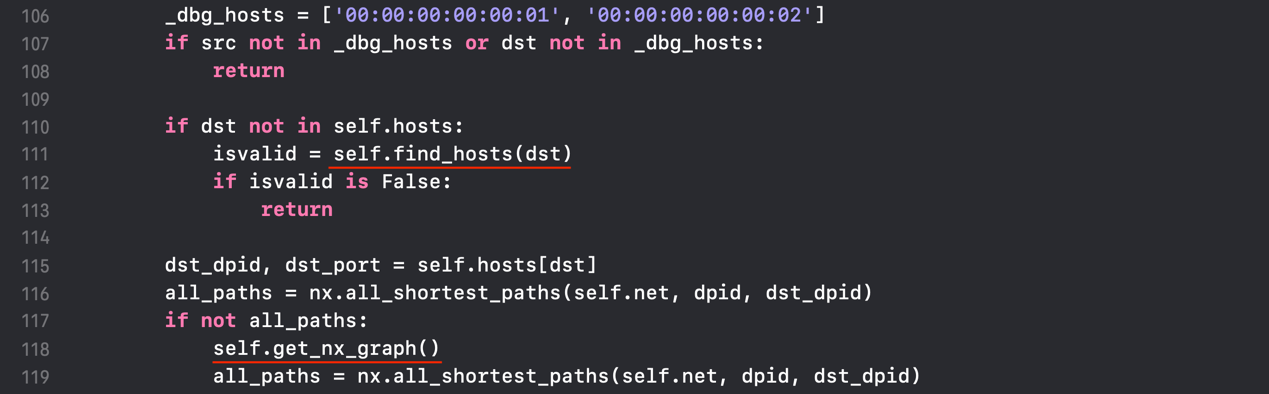 106 _dbg_hosts = ['00:00:00:00:00:01', '00:00:00:00:00:02']
107 if src not in _dbg_hosts or dst not in _dbg_hosts:
108 return
109
110 if dst not in self.hosts:
111 isvalid = self.find_hosts(dst)
112 if isvalid is False:
113 return
114
115 dst_dpid, dst_port = self.hosts[dst]
116 all_paths = nx.all_shortest_paths(self.net, dpid, dst_dpid)
117 if not all_paths:
118 self.get_nx_graph()
119 all_paths = nx.all_shortest_paths(self.net, dpid, dst_dpid)